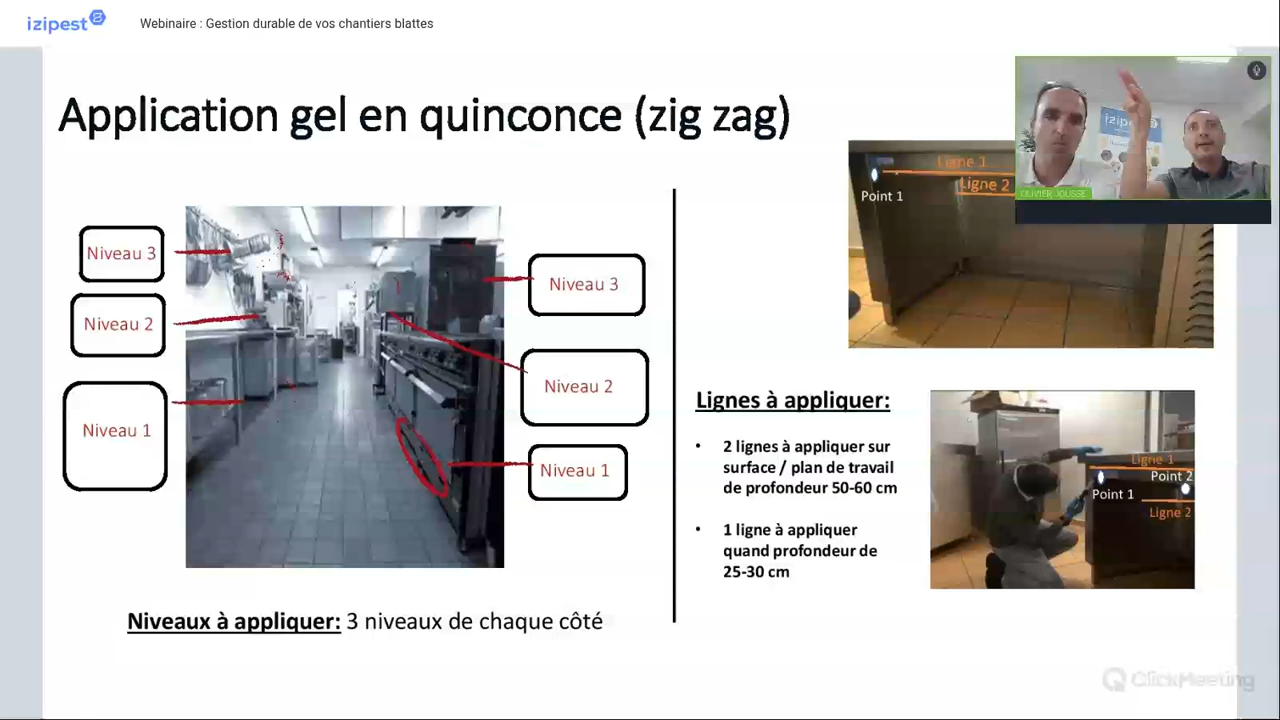 izipest
Webinaire : Gestion durable de vos chantiers blattes
Application gel en quinconce (zig zag)
izipest
OLIVIER JOUSSE
Ligne 1
Ligne 2
Point 1
Niveau 3
Niveau 2
Niveau 1
Niveau 3
Niveau 2
Niveau 1
Niveaux à appliquer: 3 niveaux de chaque côté
Lignes à appliquer:
• 2 lignes à appliquer sur
surface / plan de travail
de profondeur 50-60 cm
• 1 ligne à appliquer
quand profondeur de
25-30 cm
Ligne 1
Point 2
Point 1
Ligne 2
ClickMeeting